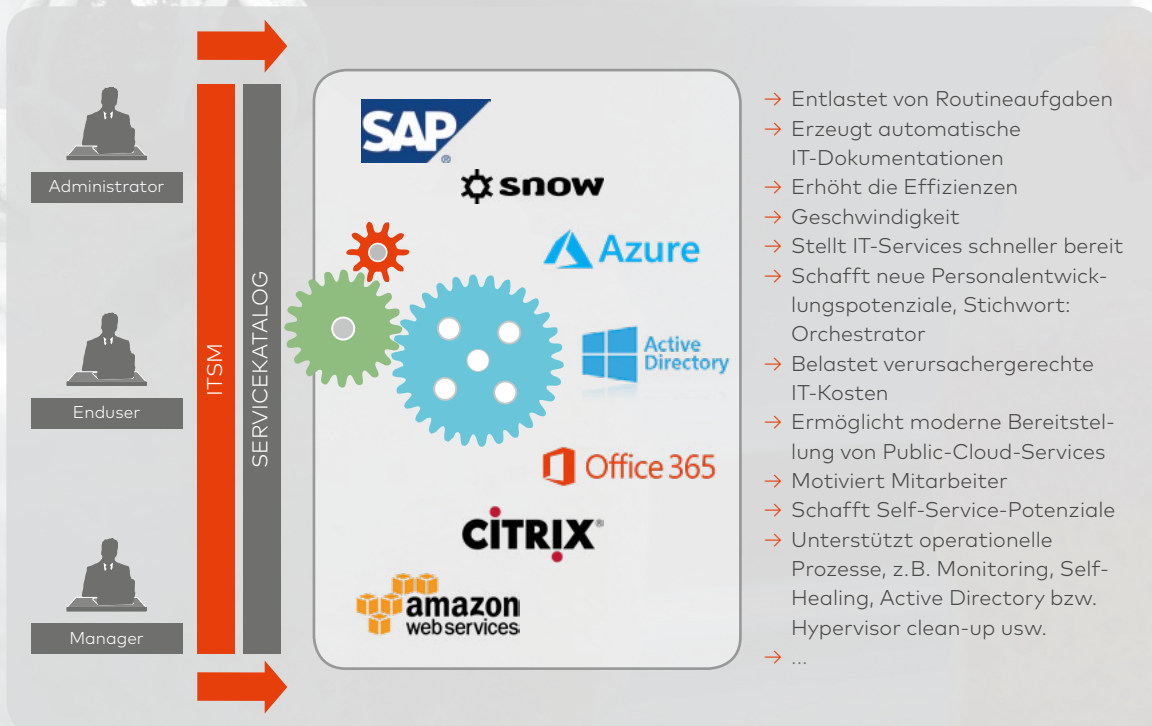 Administrator
Enduser
Manager
ITSM
SERVICEKATALOG
SAP®
snow
Azure
Active
Directory
Office 365
CITRIX®
amazon
web services
→ Entlastet von Routineaufgaben
→ Erzeugt automatische
IT-Dokumentationen
→ Erhöht die Effizienzen
→ Geschwindigkeit
→ Stellt IT-Services schneller bereit
→ Schafft neue Personalentwick-
lungspotenziale, Stichwort:
Orchestrator
→ Belastet verursachergerechte
IT-Kosten
→ Ermöglicht moderne Bereitstel-
lung von Public-Cloud-Services
→ Motiviert Mitarbeiter
→ Schafft Self-Service-Potenziale
→ Unterstützt operationelle
Prozesse, z.B. Monitoring, Self-
Healing, Active Directory bzw.
Hypervisor clean-up usw.
→ ...